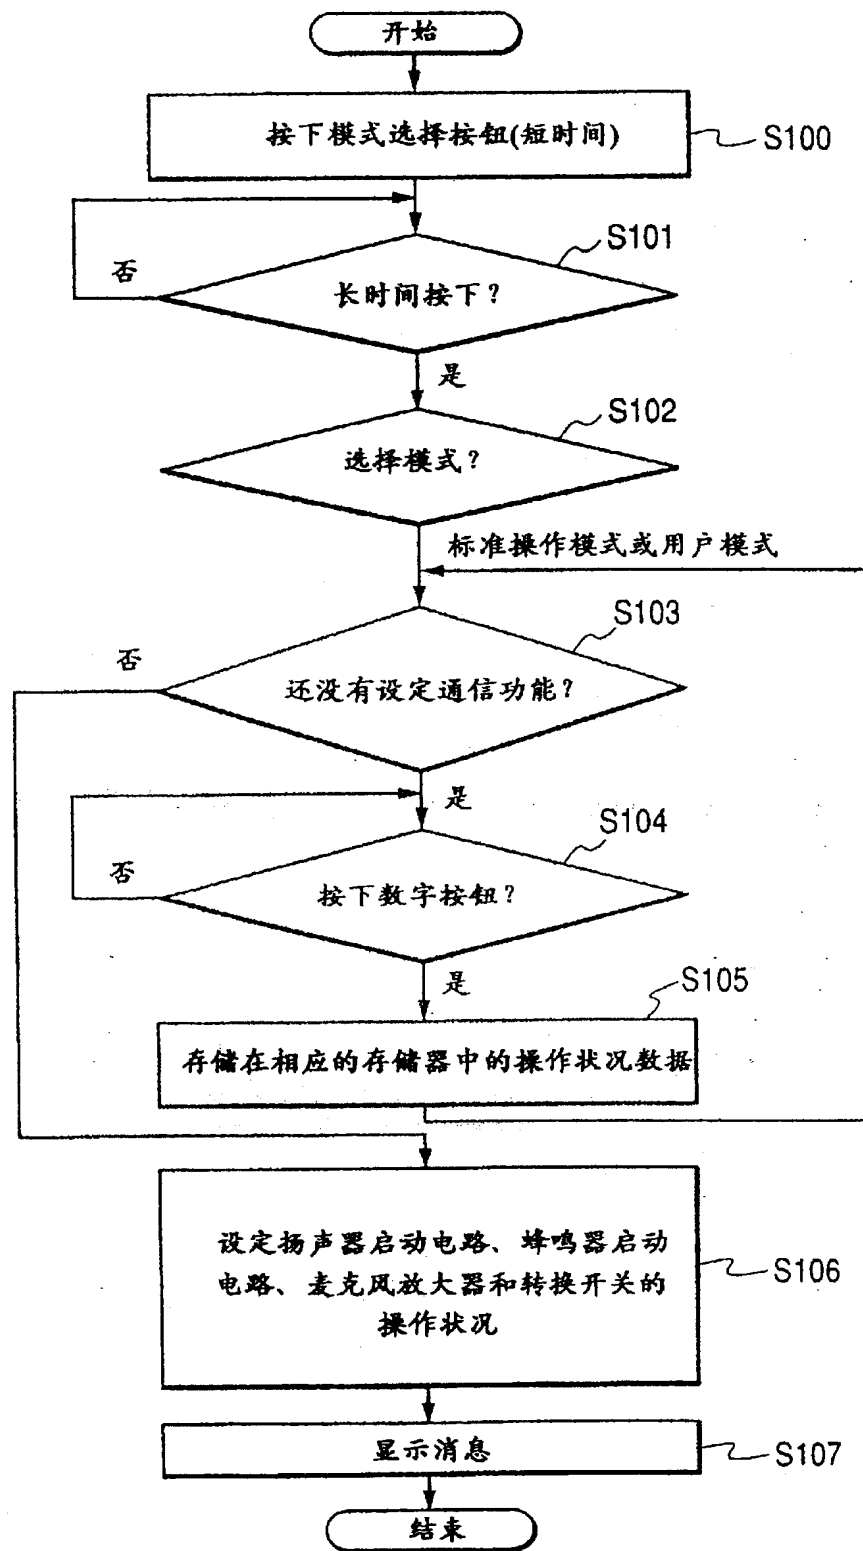 开始
按下模式选择按钮(短时间)
S100
S101
否
长时间按下?
是
S102
选择模式?
标准操作模式或用户模式
S103
否
还没有设定通信功能?
是
S104
否
按下数字按钮?
是
S105
存储在相应的存储器中的操作状况数据
设定扬声器启动电路、蜂鸣器启动
电路、麦克风放大器和转换开关的
操作状况
S106
显示消息
S107
结束